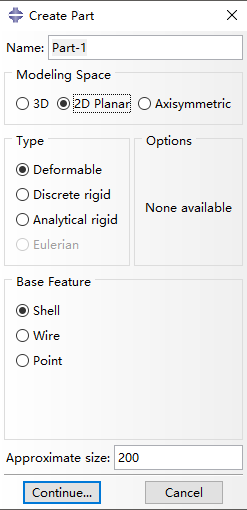 Create Part
Name: Part-1
Modeling Space
3D 2D Planar Axisymmetric
Type
Deformable
Discrete rigid
Analytical rigid
Eulerian
Options
None available
Base Feature
Shell
Wire
Point
Approximate size: 200
Continue... Cancel